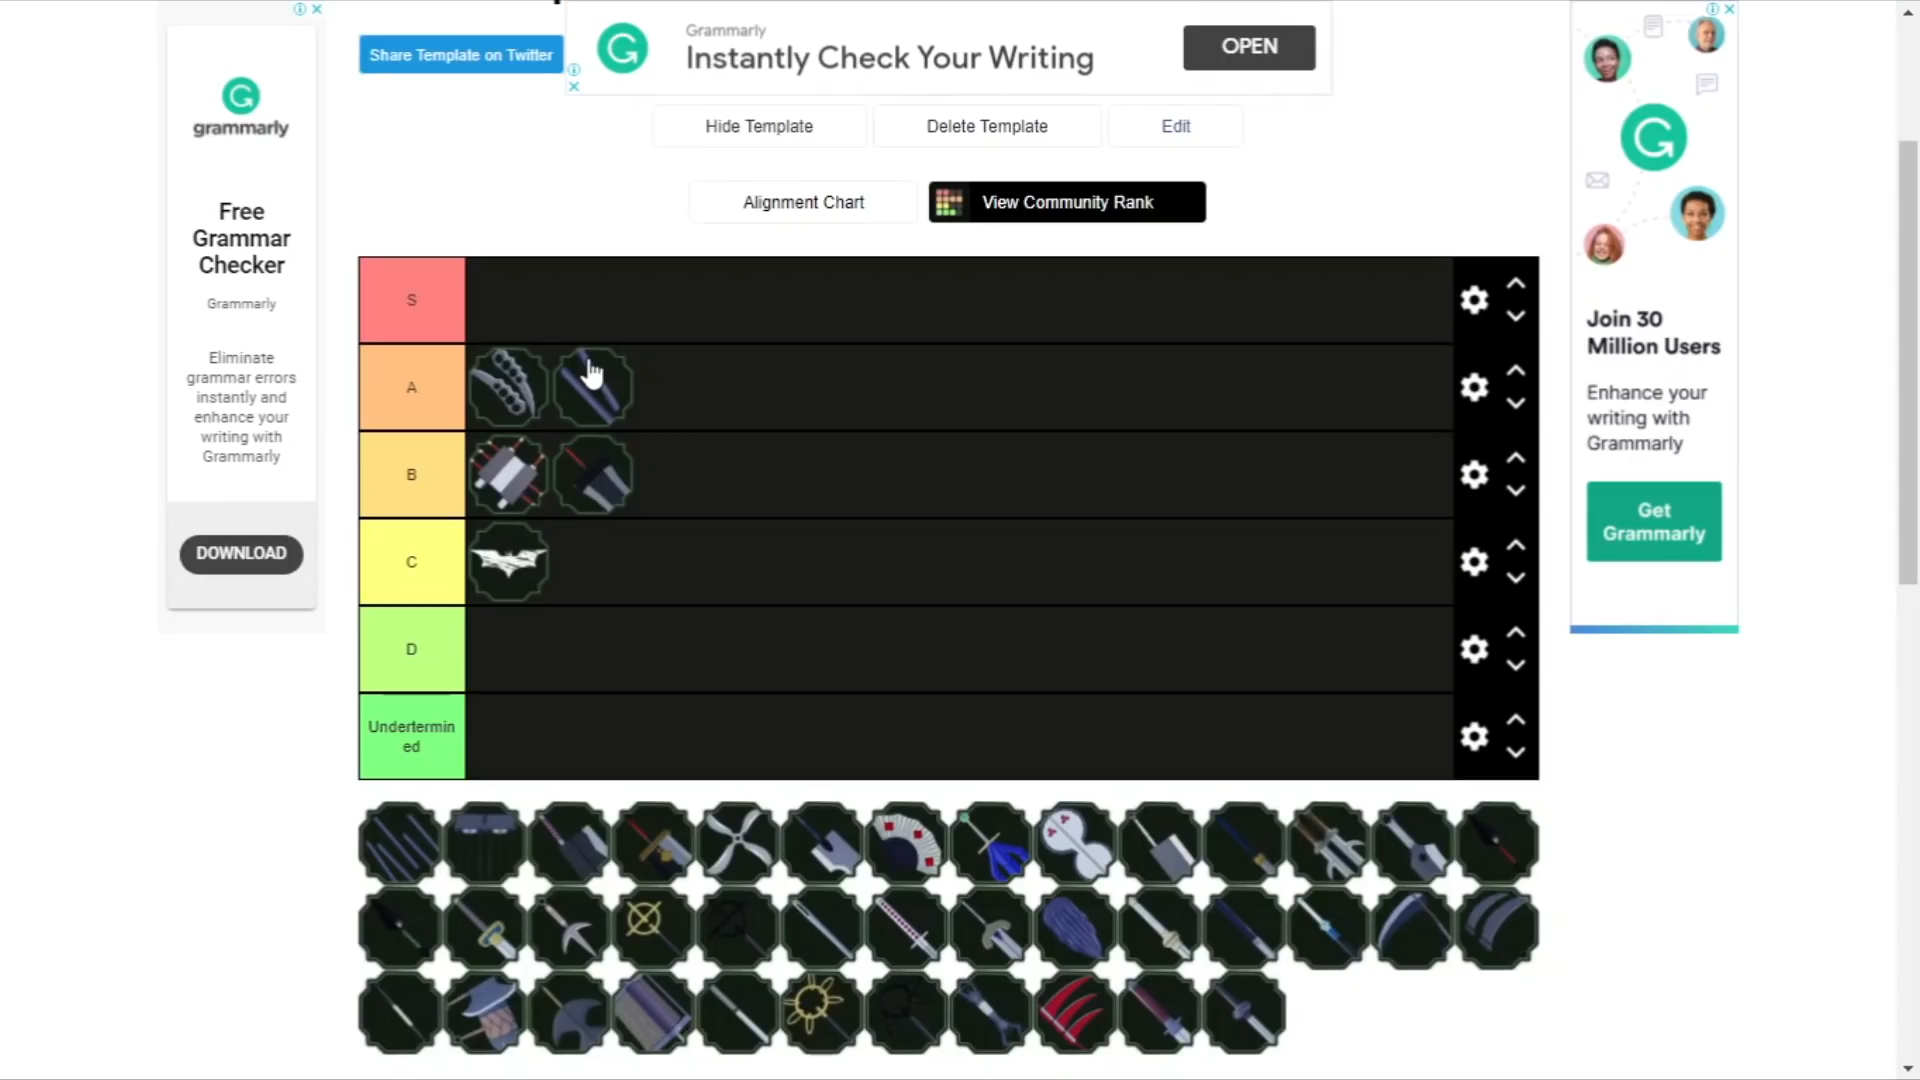 Share Template on Twitter
Grammarly
Instantly Check Your Writing
OPEN
Hide Template
Delete Template
Edit
Alignment Chart
View Community Rank
grammarly
Free
Grammar
Checker
Grammarly
Eliminate
grammar errors
instantly and
enhance your
writing with
Grammarly
DOWNLOAD
S
A
B
C
D
Undertermin
ed
Join 30
Million Users
Enhance your
writing with
Grammarly
Get
Grammarly